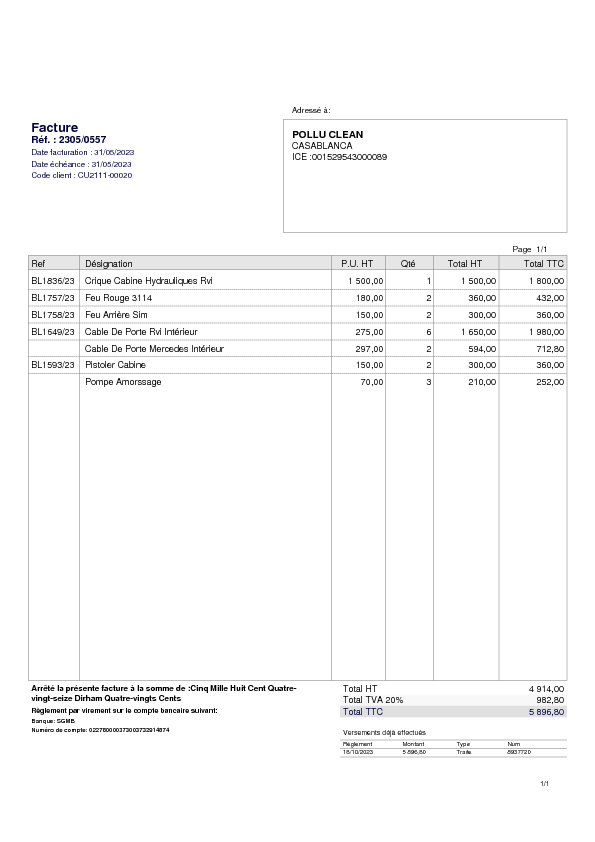 Adressé à:
Facture
Réf. : 2305/0557
Date facturation : 31/05/2023
Date échéance : 31/05/2023
Code client : CU2111-00020
POLLU CLEAN
CASABLANCA
ICE :001529543000089
Page 1/1
Ref Désignation P.U. HT Qté Total HT Total TTC
BL1836/23 Crique Cabine Hydrauliques Rvi 1 500,00 1 1 500,00 1 800,00
BL1757/23 Feu Rouge 3114 180,00 2 360,00 432,00
BL1758/23 Feu Arrière Sim 150,00 2 300,00 360,00
BL1649/23 Cable De Porte Rvi Intérieur 275,00 6 1 650,00 1 980,00
Cable De Porte Mercedes Intérieur 297,00 2 594,00 712,80
BL1593/23 Pistoler Cabine 150,00 2 300,00 360,00
Pompe Amorssage 70,00 3 210,00 252,00
Arrêté la présente facture à la somme de :Cinq Mille Huit Cent Quatre-
vingt-seize Dirham Quatre-vingts Cents
Règlement par virement sur le compte bancaire suivant:
Banque: SGMB
Numéro de compte:
Total HT 4 914,00
Total TVA 20% 982,80
Total TTC 5 896,80
Versements déjà effectués
Règlement Montant Type Num
18/10/2023 5 896,80 Traite 8937720
1/1